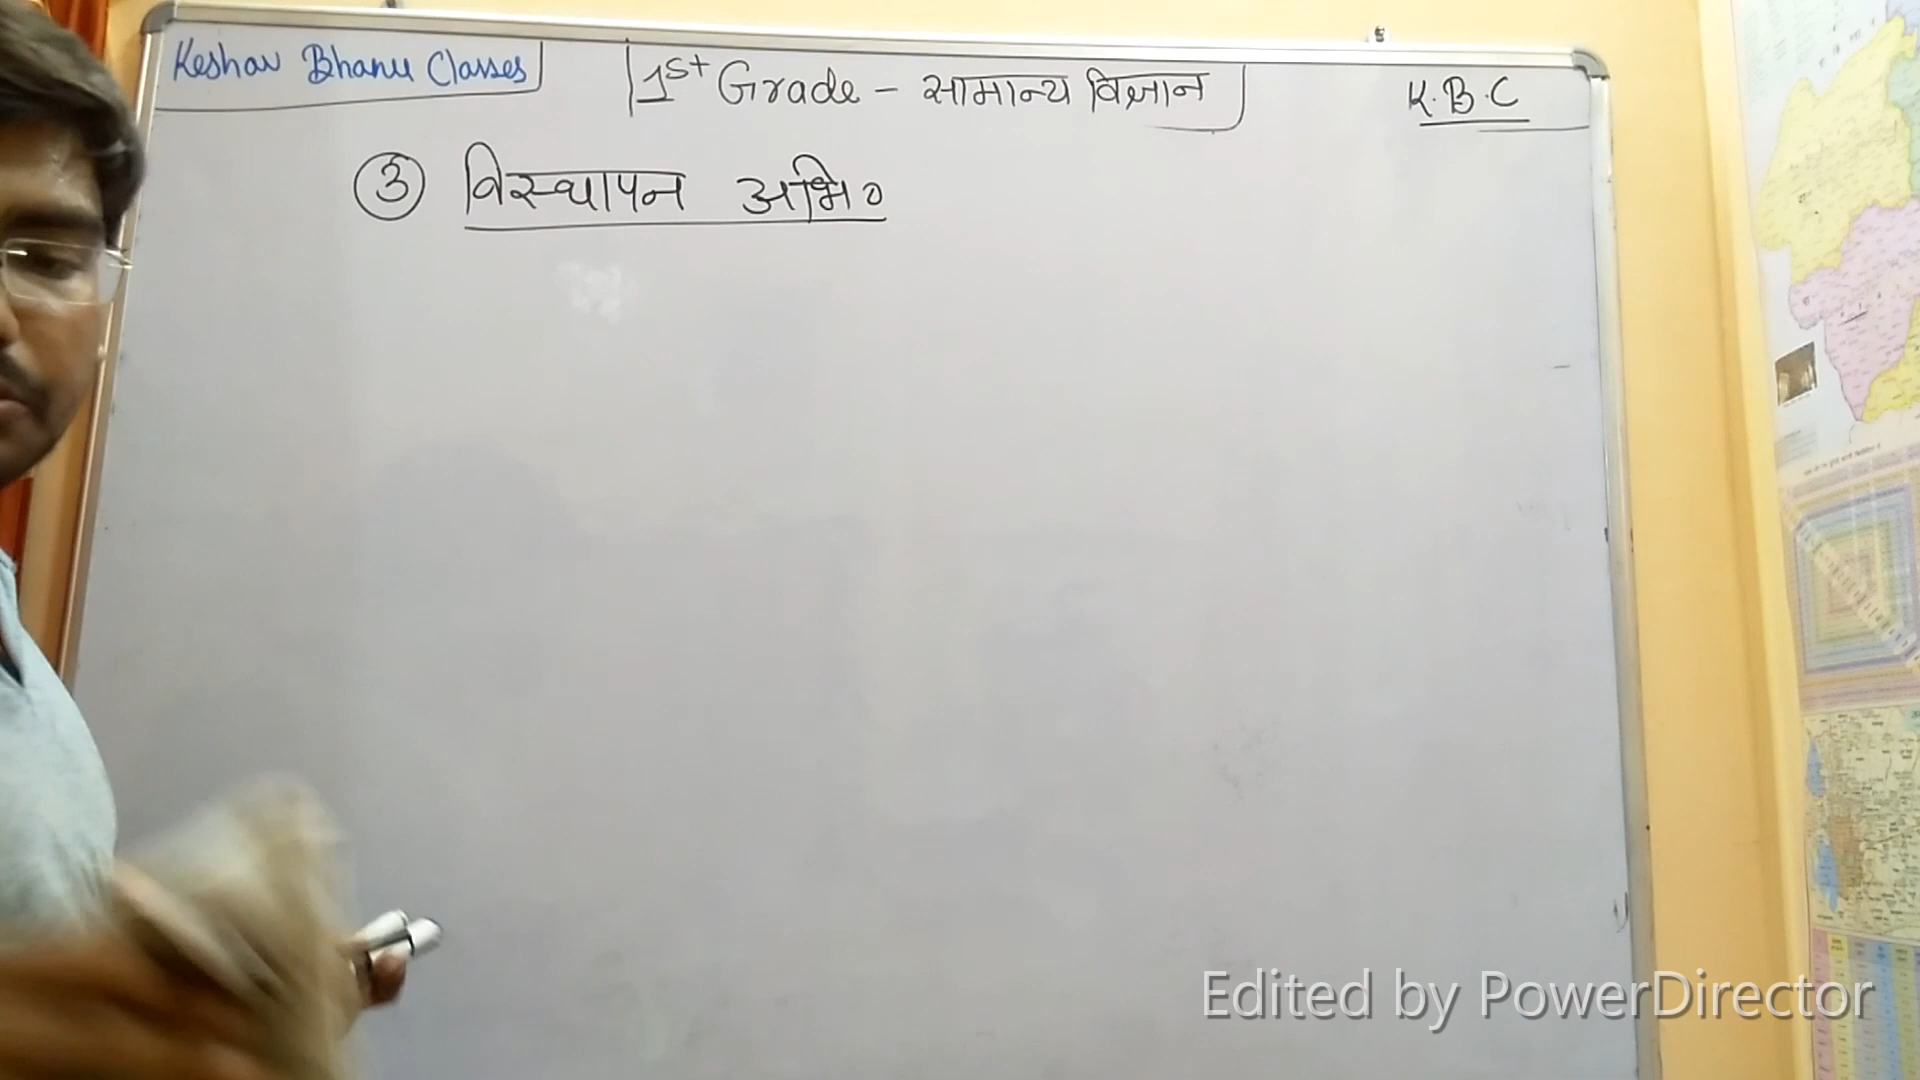 Keshav Bhanu Classes
1st Grade - सामान्य विज्ञान
K.B.C
③ विस्थापन अभि०
Edited by PowerDirector